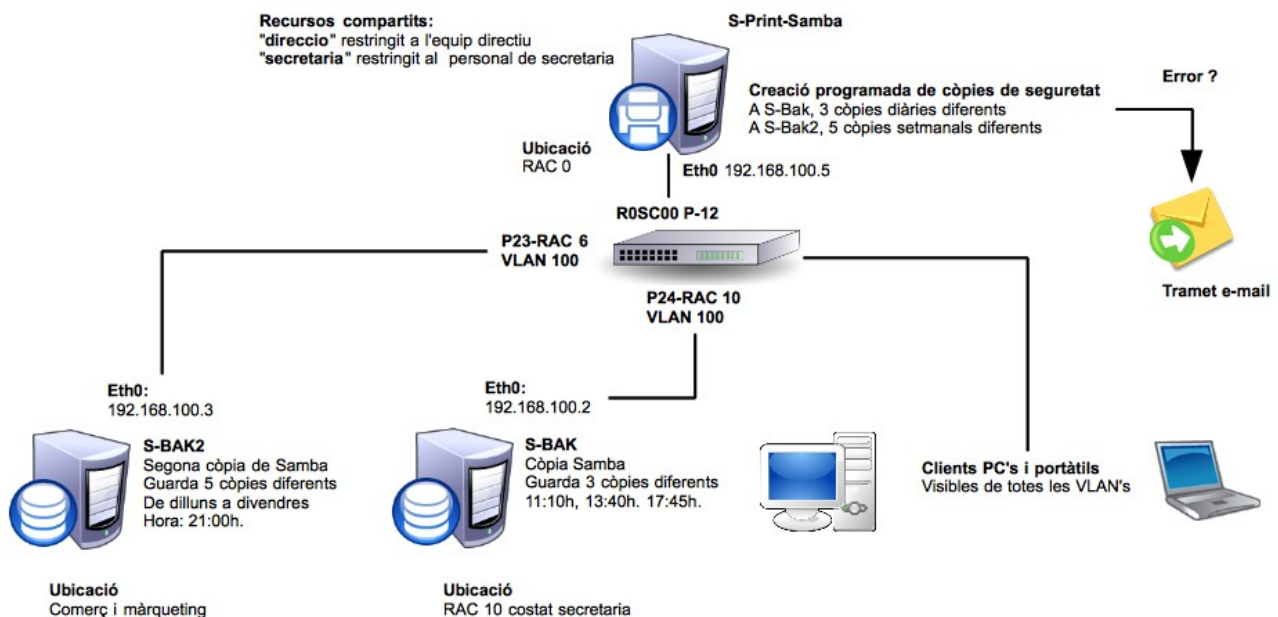 Recursos compartits:
"direccio" restringit a l'equip directiu
"secretaria" restringit al personal de secretaria
S-Print-Samba
Creació programada de còpies de seguretat
A S-Bak, 3 còpies diàries diferents
A S-Bak2, 5 còpies setmanals diferents
Error ?
Ubicació
RAC 0
Eth0 192.168.100.5
R0SC00 P-12
P23-RAC 6
VLAN 100
P24-RAC 10
VLAN 100
Tramet e-mail
Eth0:
192.168.100.3
S-BAK2
Segona còpia de Samba
Guarda 5 còpies diferents
De dilluns a divendres
Hora: 21:00h.
Ubicació
Comerç i màrqueting
Eth0:
192.168.100.2
S-BAK
Còpia Samba
Guarda 3 còpies diferents
11:10h, 13:40h. 17:45h.
Ubicació
RAC 10 costat secretaria
Clients PC's i portàtils
Visibles de totes les VLAN's